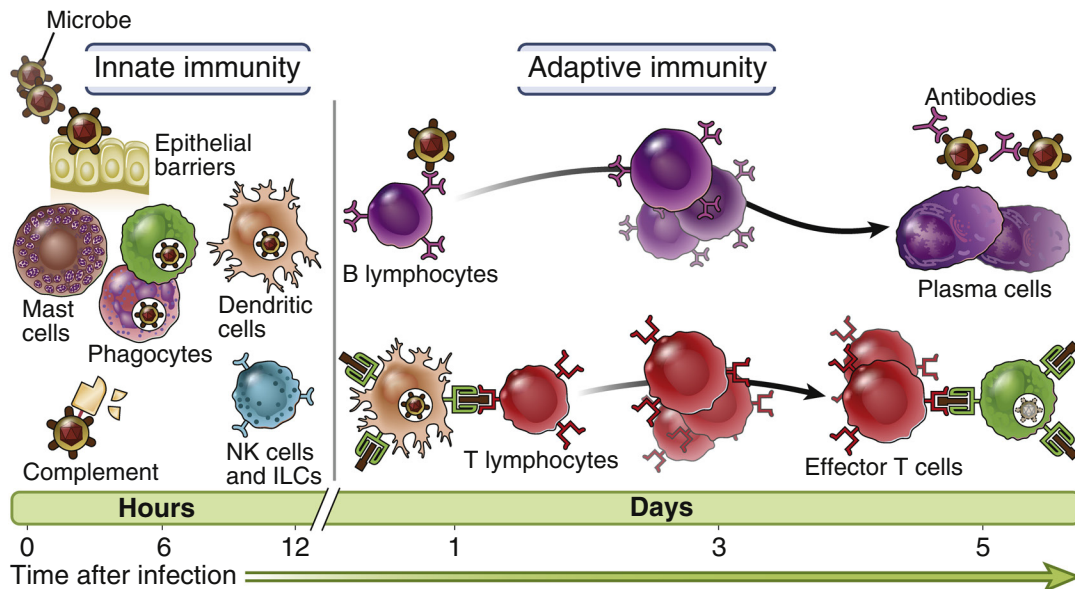 Microbe
Innate immunity
Adaptive immunity
Epithelial
barriers
Antibodies
Mast
cells
Phagocytes
Dendritic
cells
B lymphocytes
Plasma cells
Complement
NK cells
and ILCs
T lymphocytes
Effector T cells
Hours
Days
0
6
12
1
3
5
Time after infection